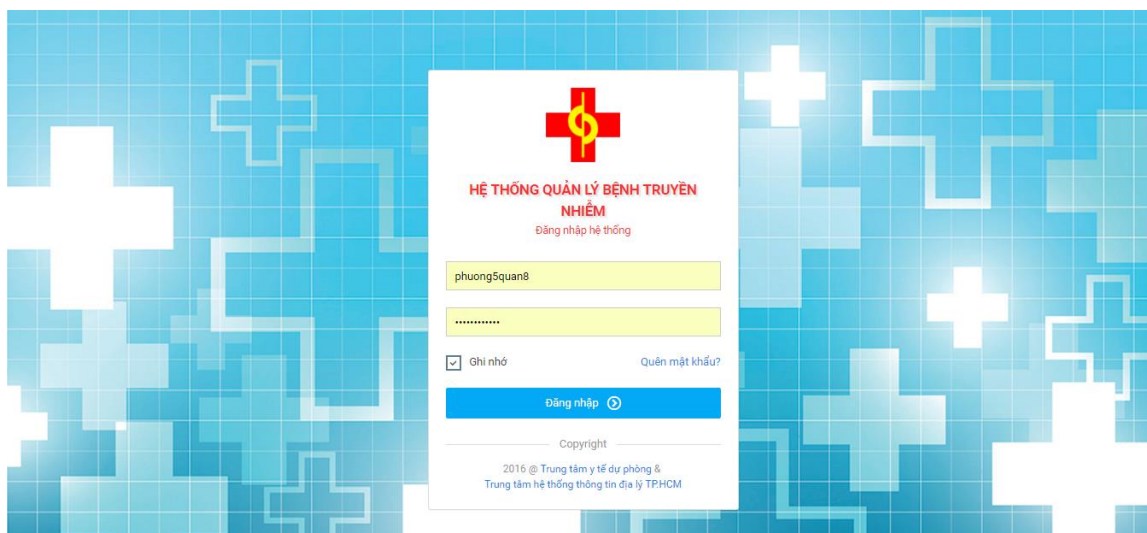 HỆ THỐNG QUẢN LÝ BỆNH TRUYỀN
NHIỄM
Đăng nhập hệ thống
phuong5quan8
••••••••••••
Ghi nhớ Quên mật khẩu?
Đăng nhập
Copyright
2016 @ Trung tâm y tế dự phòng &
Trung tâm hệ thống thông tin địa lý TP.HCM